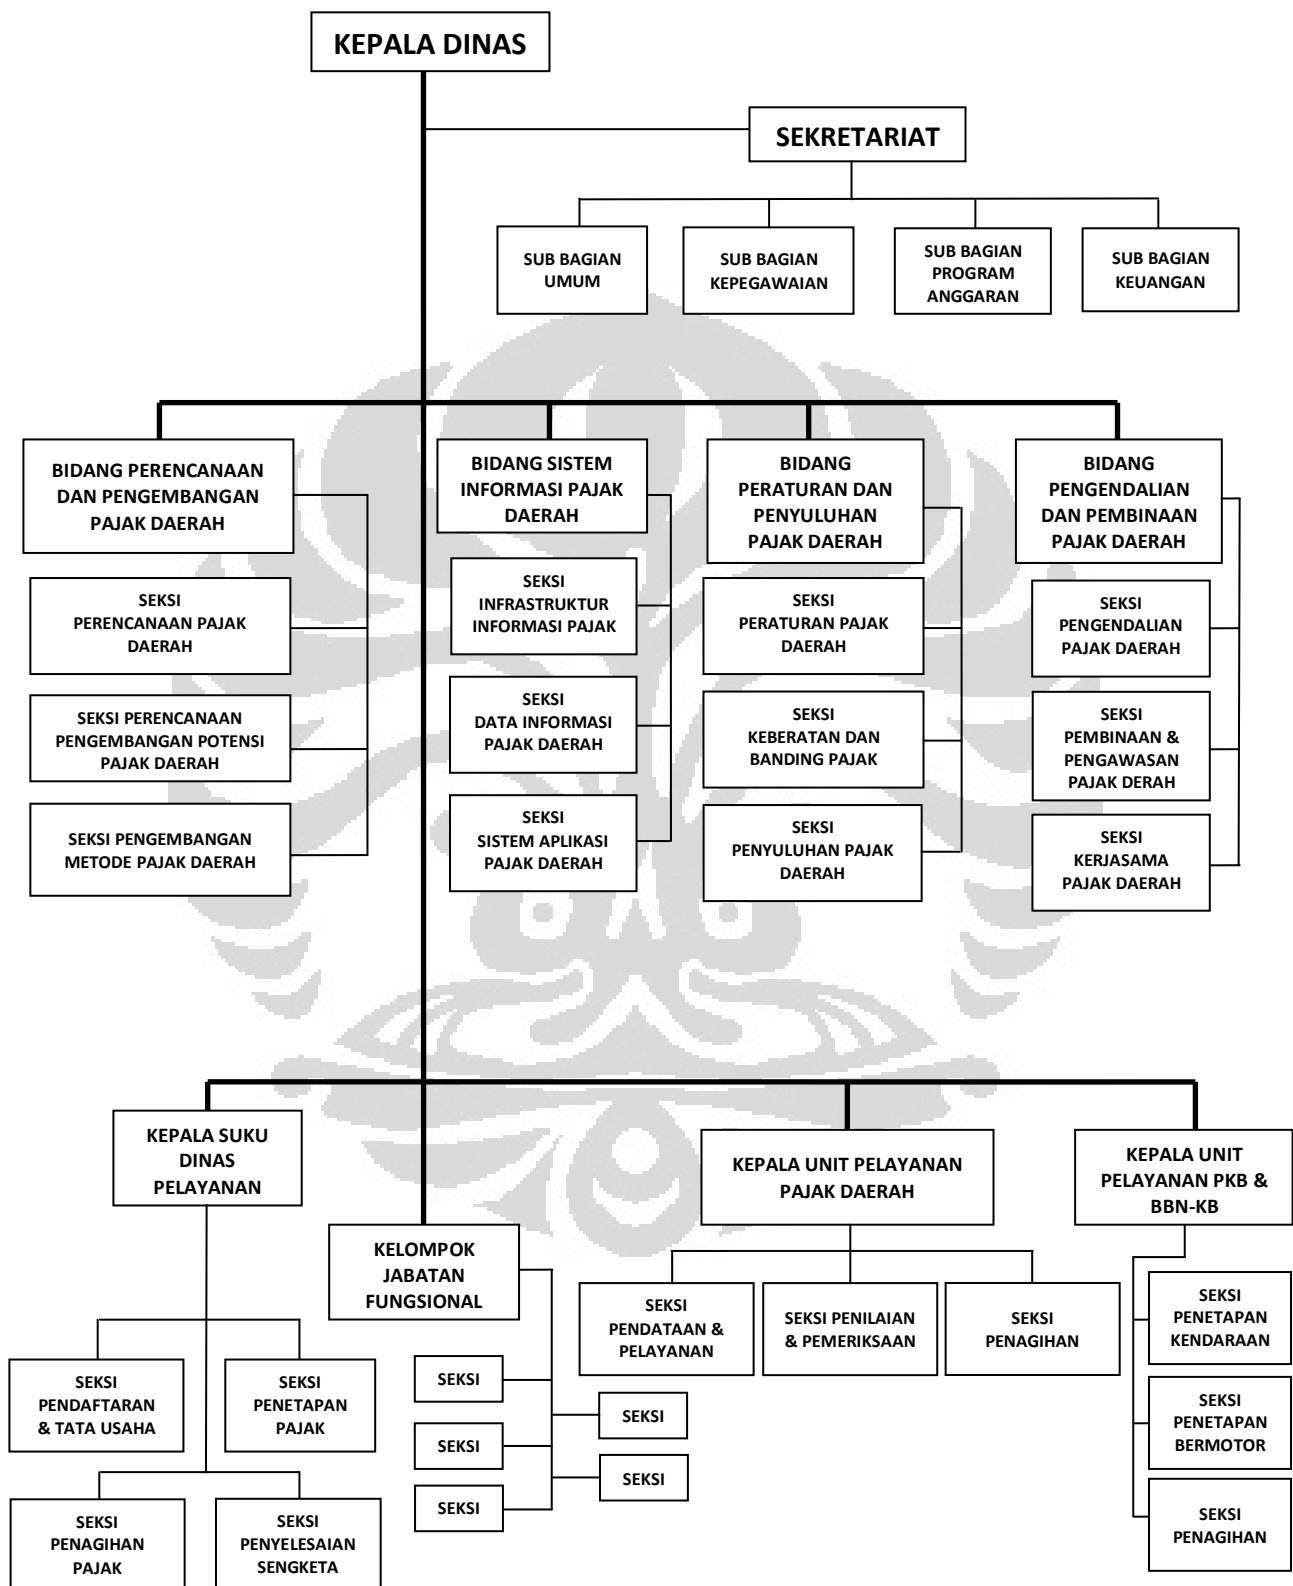 KEPALA DINAS
SEKRETARIAT
SUB BAGIAN
UMUM
SUB BAGIAN
KEPEGAWAIAN
SUB BAGIAN
PROGRAM
ANGGARAN
SUB BAGIAN
KEUANGAN
BIDANG PERENCANAAN
DAN PENGEMBANGAN
PAJAK DAERAH
SEKSI
PERENCANAAN PAJAK
DAERAH
SEKSI PERENCANAAN
PENGEMBANGAN POTENSI
PAJAK DAERAH
SEKSI PENGEMBANGAN
METODE PAJAK DAERAH
BIDANG SISTEM
INFORMASI PAJAK
DAERAH
SEKSI
INFRASTRUKTUR
INFORMASI PAJAK
SEKSI
DATA INFORMASI
PAJAK DAERAH
SEKSI
SISTEM APLIKASI
PAJAK DAERAH
BIDANG
PERATURAN DAN
PENYULUHAN
PAJAK DAERAH
SEKSI
PERATURAN PAJAK
DAERAH
SEKSI
KEBERATAN DAN
BANDING PAJAK
SEKSI
PENYULUHAN PAJAK
DAERAH
BIDANG
PENGENDALIAN
DAN PEMBINAAN
PAJAK DAERAH
SEKSI
PENGENDALIAN
PAJAK DAERAH
SEKSI
PEMBINAAN &
PENGAWASAN
PAJAK DERAH
SEKSI
KERJASAMA
PAJAK DAERAH
KEPALA SUKU
DINAS
PELAYANAN
SEKSI
PENDAFTARAN
& TATA USAHA
SEKSI
PENETAPAN
PAJAK
SEKSI
PENAGIHAN
PAJAK
SEKSI
PENYELESAIAN
SENGKETA
KELOMPOK
JABATAN
FUNGSIONAL
SEKSI
SEKSI
SEKSI
SEKSI
SEKSI
KEPALA UNIT PELAYANAN
PAJAK DAERAH
SEKSI
PENDATAAN &
PELAYANAN
SEKSI PENILAIAN
& PEMERIKSAAN
SEKSI
PENAGIHAN
KEPALA UNIT
PELAYANAN PKB &
BBN-KB
SEKSI
PENETAPAN
KENDARAAN
SEKSI
PENETAPAN
BERMOTOR
SEKSI
PENAGIHAN